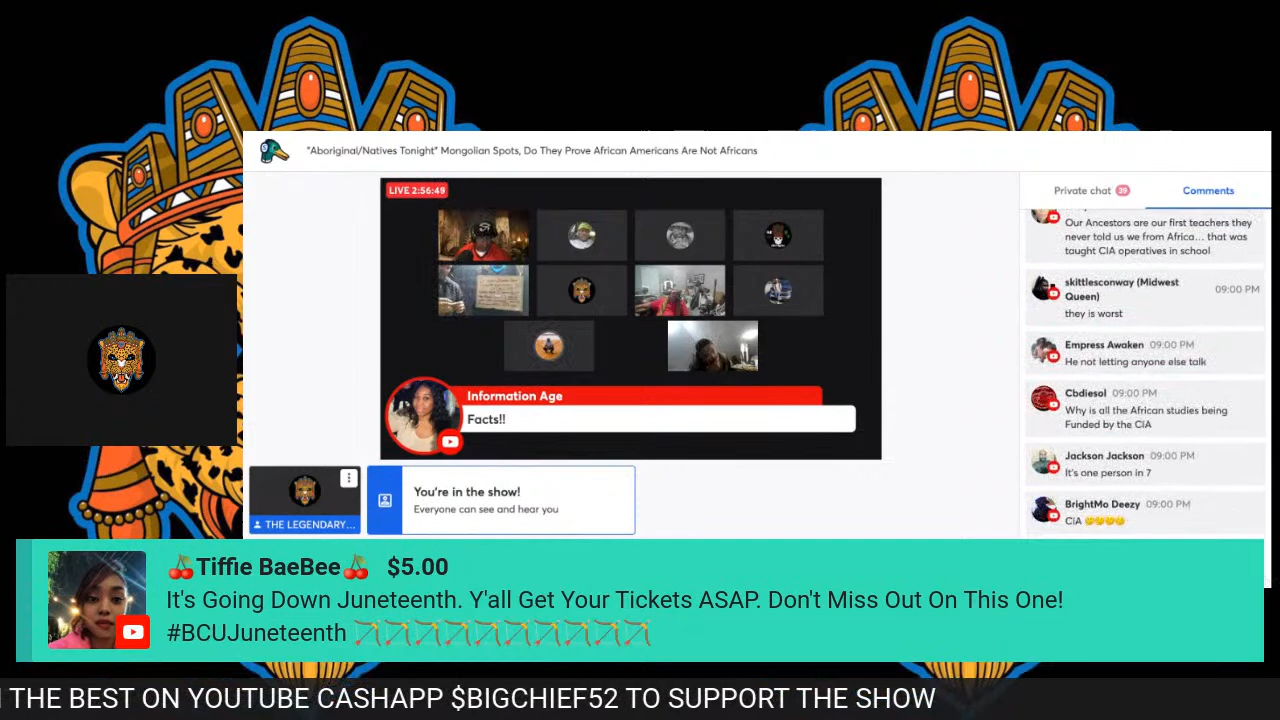 "Aboriginal/Natives Tonight" Mongolian Spots, Do They Prove African Americans Are Not Africans
LIVE 2:56:49
Private chat 39
Comments
Our Ancestors are our first teachers they
never told us we from Africa... that was
taught CIA operatives in school
skittlesconway (Midwest
Queen) 09:00 PM
they is worst
Empress Awaken 09:00 PM
He not letting anyone else talk
Cbdiesol 09:00 PM
Why is all the African studies being
Funded by the CIA
Jackson Jackson 09:00 PM
It's one person in 7
BrightMo Deezy 09:00 PM
CIA 🤔🤔🤔🤔
Information Age
Facts!!
THE LEGENDARY...
You're in the show!
Everyone can see and hear you
🍒Tiffie BaeBee🍒 $5.00
It's Going Down Juneteenth. Y'all Get Your Tickets ASAP. Don't Miss Out On This One!
#BCUJuneteenth 🏹🏹🏹🏹🏹🏹🏹🏹🏹🏹
THE BEST ON YOUTUBE CASHAPP $BIGCHIEF52 TO SUPPORT THE SHOW